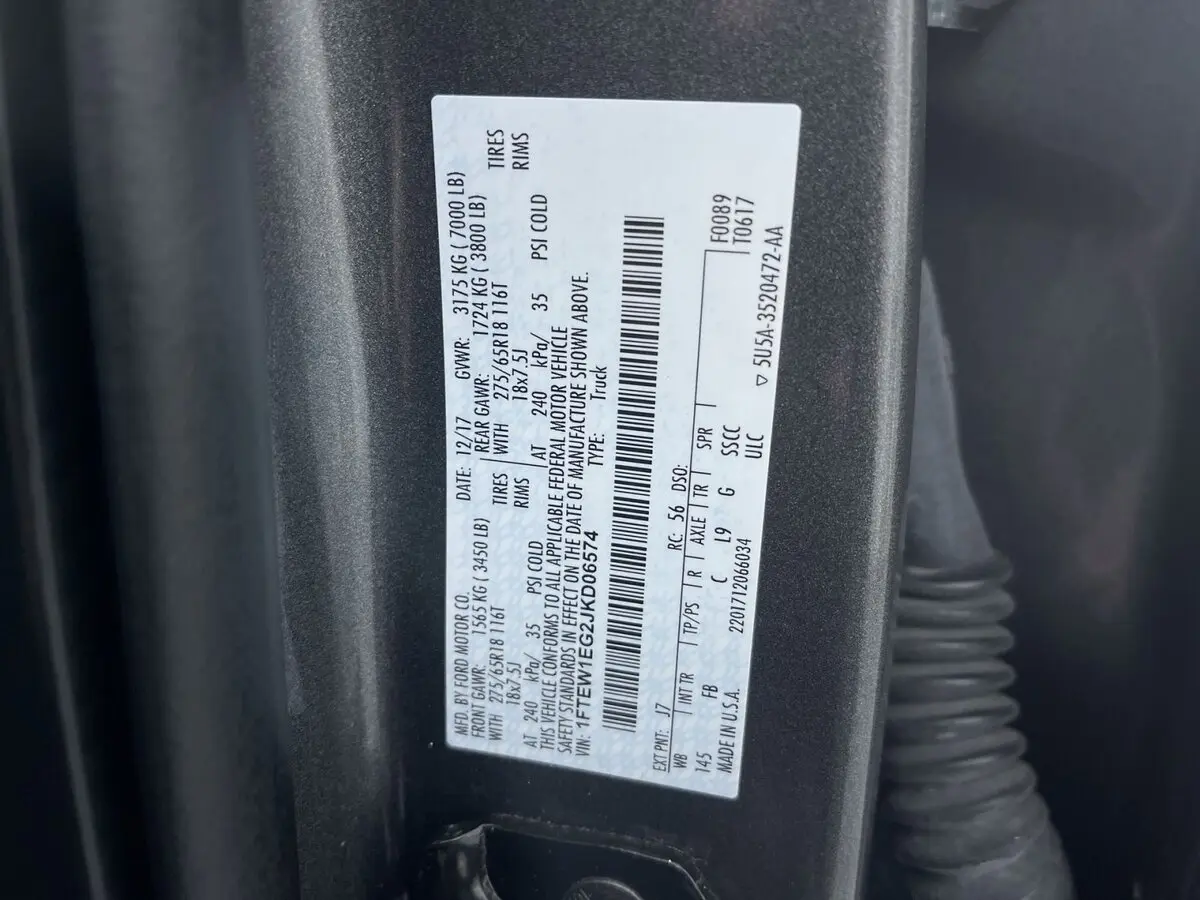 MFD. BY FORD MOTOR CO. DATE: 12/17 GVWR: 3175 KG ( 7000 LB)
FRONT GAWR: 1565 KG ( 3450 LB) REAR GAWR: 1724 KG ( 3800 LB)
WITH 275/65R18 116T TIRES WITH 275/65R18 116T TIRES
18x7.5J RIMS 18x7.5J RIMS
AT 240 kPa/ 35 PSI COLD AT 240 kPa/ 35 PSI COLD
THIS VEHICLE CONFORMS TO ALL APPLICABLE FEDERAL MOTOR VEHICLE
SAFETY STANDARDS IN EFFECT ON THE DATE OF MANUFACTURE SHOWN ABOVE.
VIN: 1FTEW1EG2JKD06574 TYPE: Truck
EXT PNT: J7 RC: 56 DSO:
WB INT TR TP/PS R AXLE TR SPR F0089
145 FB C L9 G SSCC T0617
MADE IN U.S.A. 2201712066034 ULC ▽ 5U5A-3520472-AA